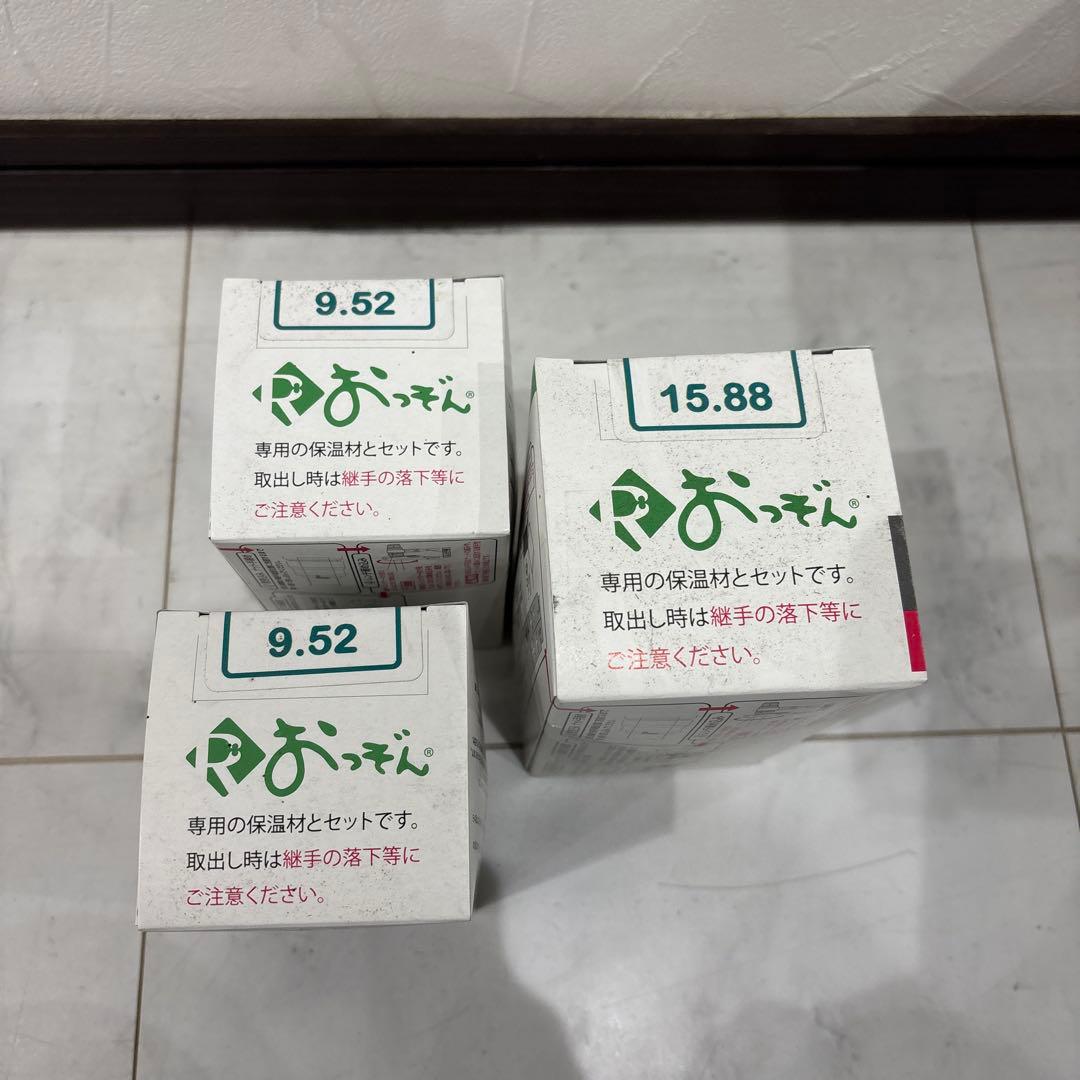 9.52
おっぞん®
専用の保温材とセットです。
取出し時は継手の落下等に
ご注意ください。
15.88
おっぞん®
専用の保温材とセットです。
取出し時は継手の落下等に
ご注意ください。
9.52
おっぞん®
専用の保温材とセットです。
取出し時は継手の落下等に
ご注意ください。